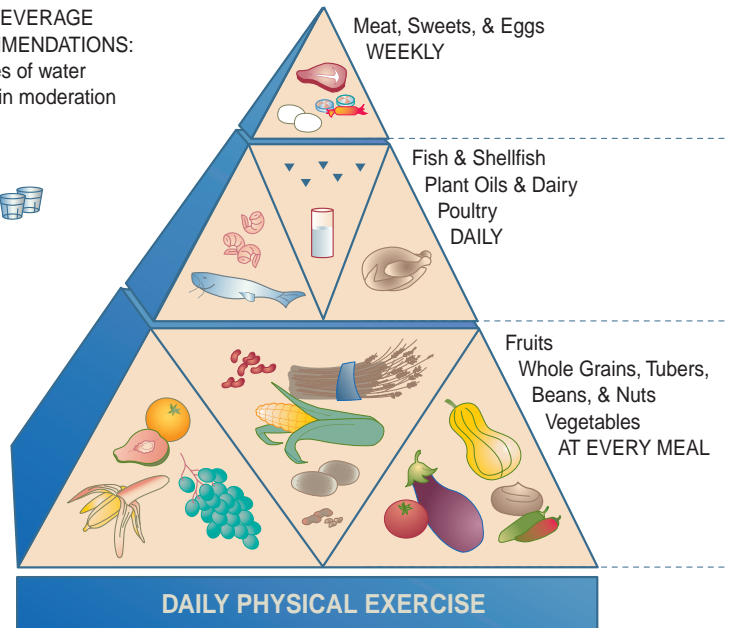 EVERAGE
MENDATIONS:
es of water
in moderation
Meat, Sweets, & Eggs
WEEKLY
Fish & Shellfish
Plant Oils & Dairy
Poultry
DAILY
Fruits
Whole Grains, Tubers,
Beans, & Nuts
Vegetables
AT EVERY MEAL
DAILY PHYSICAL EXERCISE